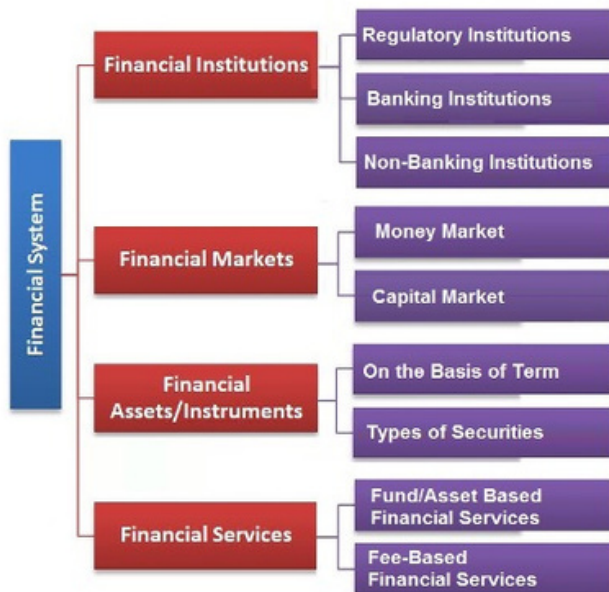 Financial System
Financial Institutions
Regulatory Institutions
Banking Institutions
Non-Banking Institutions
Financial Markets
Money Market
Capital Market
Financial
Assets/Instruments
On the Basis of Term
Types of Securities
Financial Services
Fund/Asset Based
Financial Services
Fee-Based
Financial Services